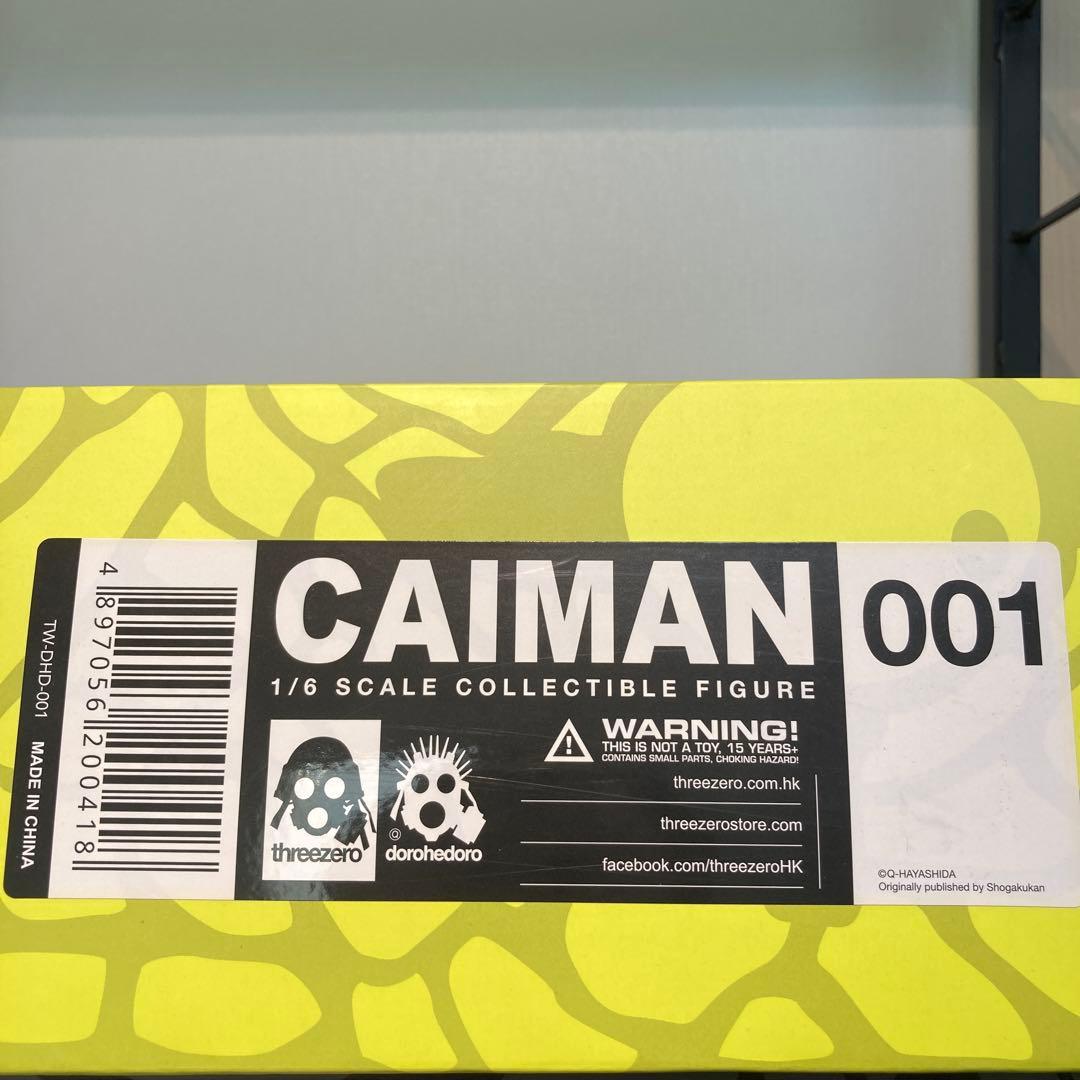 TW-DHD-001 MADE IN CHINA
4 897056 200418
CAIMAN
1/6 SCALE COLLECTIBLE FIGURE
threezero
Q
dorohedoro
WARNING!
THIS IS NOT A TOY, 15 YEARS+
CONTAINS SMALL PARTS, CHOKING HAZARD!
threezero.com.hk
threezerostore.com
facebook.com/threezeroHK
001
©Q-HAYASHIDA
Originally published by Shogakukan